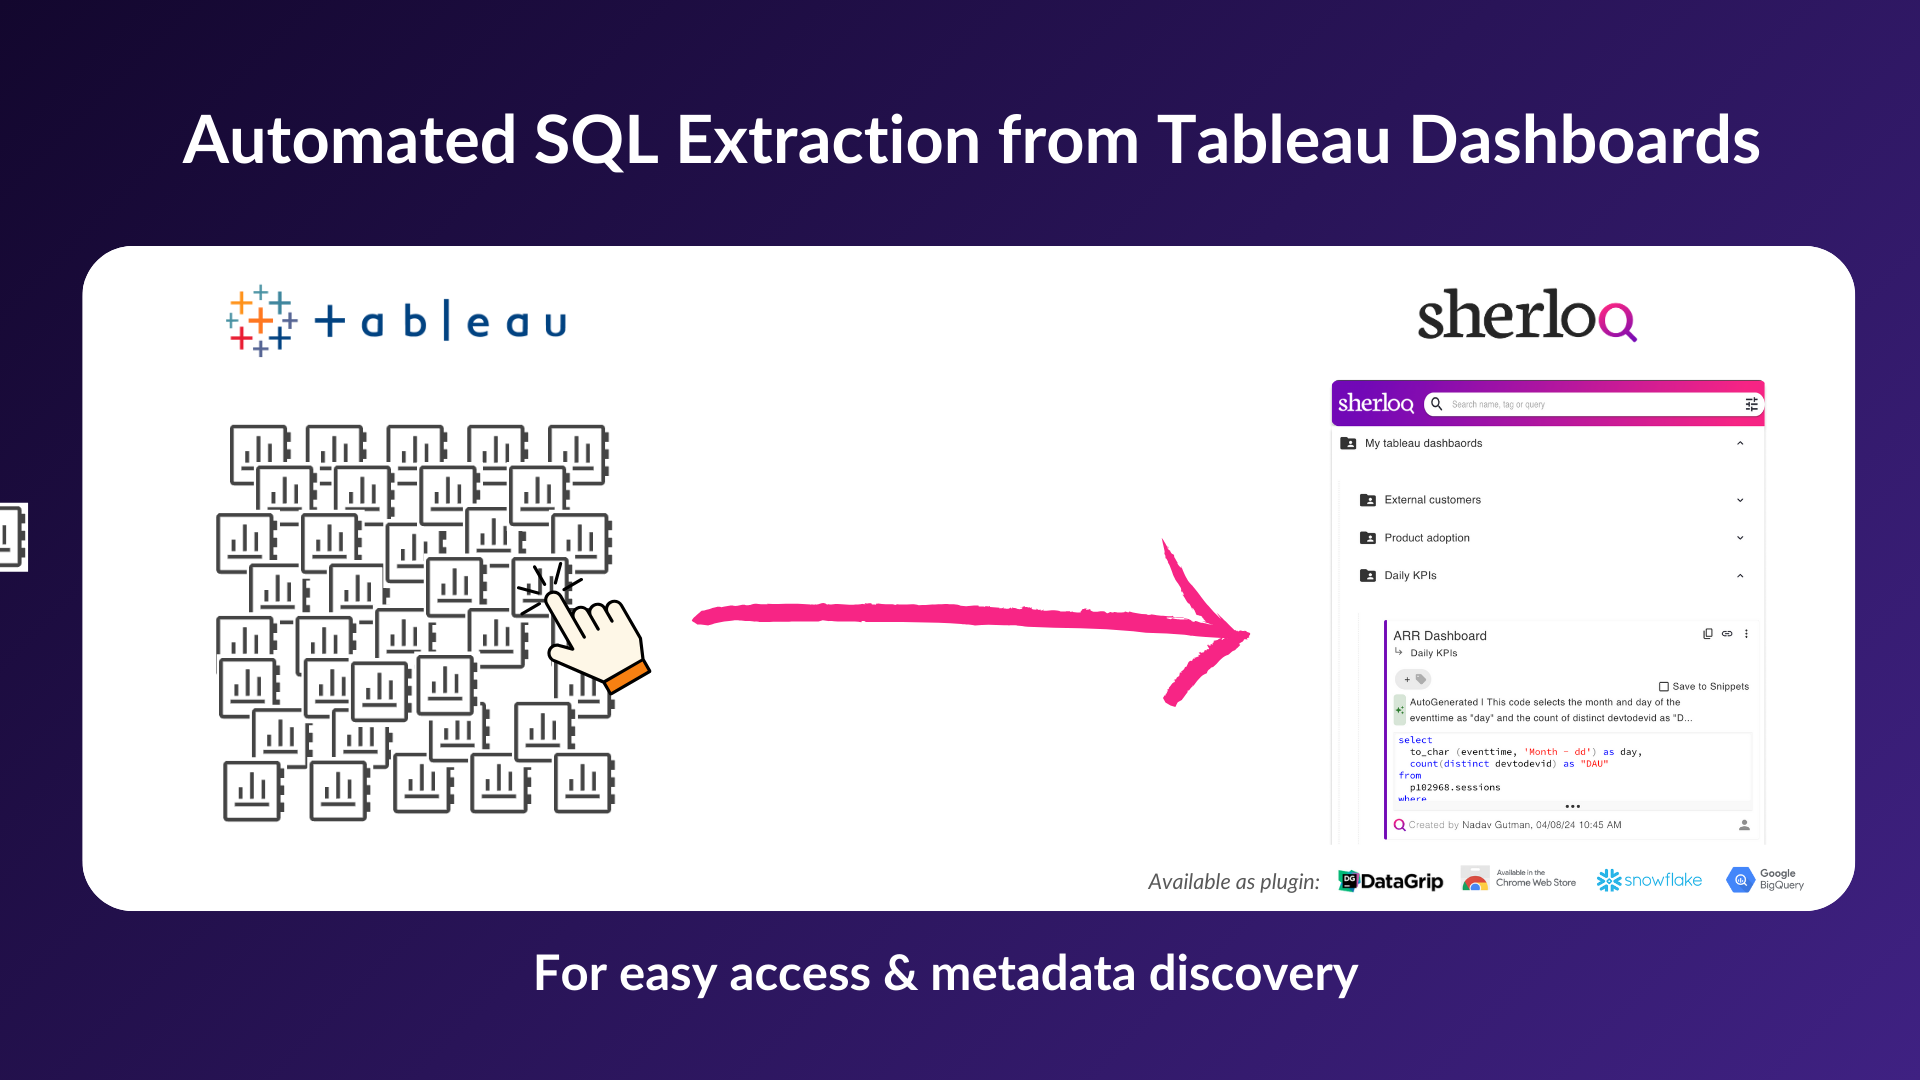 Automated SQL Extraction from Tableau Dashboards
+ableau
sherloQ
sherloQ
Search name, tag or query
My tableau dashbaords
External customers
Product adoption
Daily KPIs
ARR Dashboard
Daily KPIs
+
Save to Snippets
AutoGenerated | This code selects the month and day of the
eventtime as "day" and the count of distinct devtodevid as "D...
select
to_char (eventtime, 'Month - dd') as day,
count(distinct devtodevid) as "DAU"
from
p102968.sessions
where
Created by Nadav Gutman, 04/08/24 10:45 AM
Available as plugin:
DG DataGrip
Available in the
Chrome Web Store
snowflake
Google
BigQuery
For easy access & metadata discovery